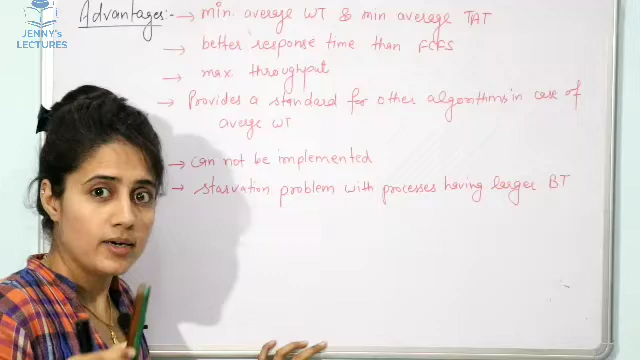 JENNY'S
LECTURES
Advantages:- → min. average WT & min average TAT
→ better response time than FCFS
→ max throughput
→ Provides a standard for other algorithms in case of
average WT
→ can not be implemented
→ starvation problem with processes having larger BT